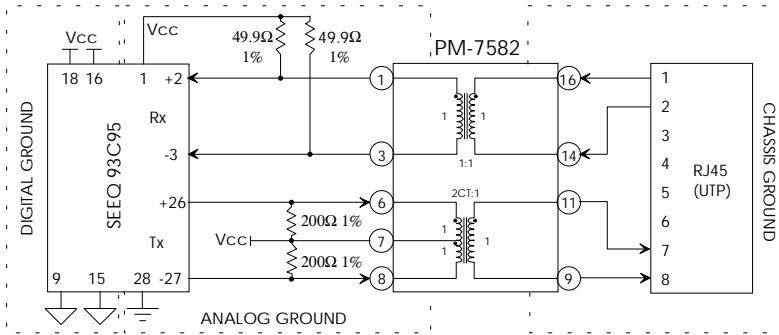 Vcc
Vcc
49.9Ω
1%
49.9Ω
1%
PM-7582
18 16 1 +2
1
16
1
2
3
4
5
6
7
8
Rx
1 1
1:1
-3
3
14
RJ45
(UTP)
DIGITAL GROUND
SEEQ 93C95
CHASSIS GROUND
+26
6
2CT:1
11
200Ω 1%
Tx
Vcc
7
1
1
1
200Ω 1%
9 15 28 -27
8
9
ANALOG GROUND